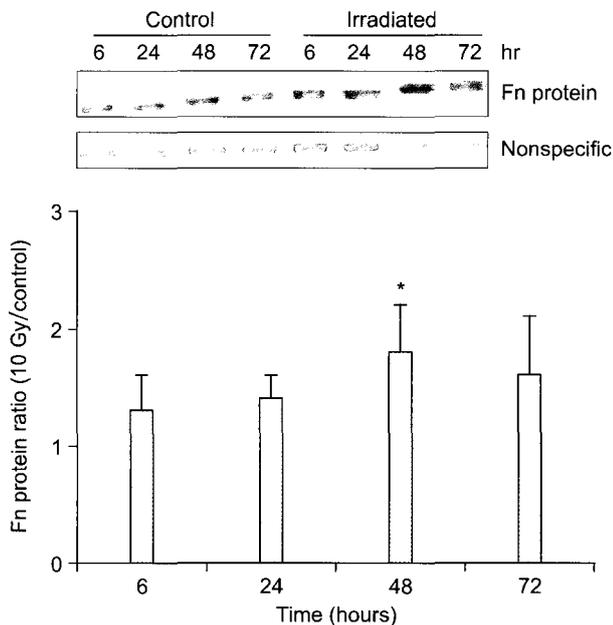 Control Irradiated
6 24 48 72 6 24 48 72 hr
Fn protein
Nonspecific
3
*
2
1
0
Fn protein ratio (10 Gy/control)
6 24 48 72
Time (hours)